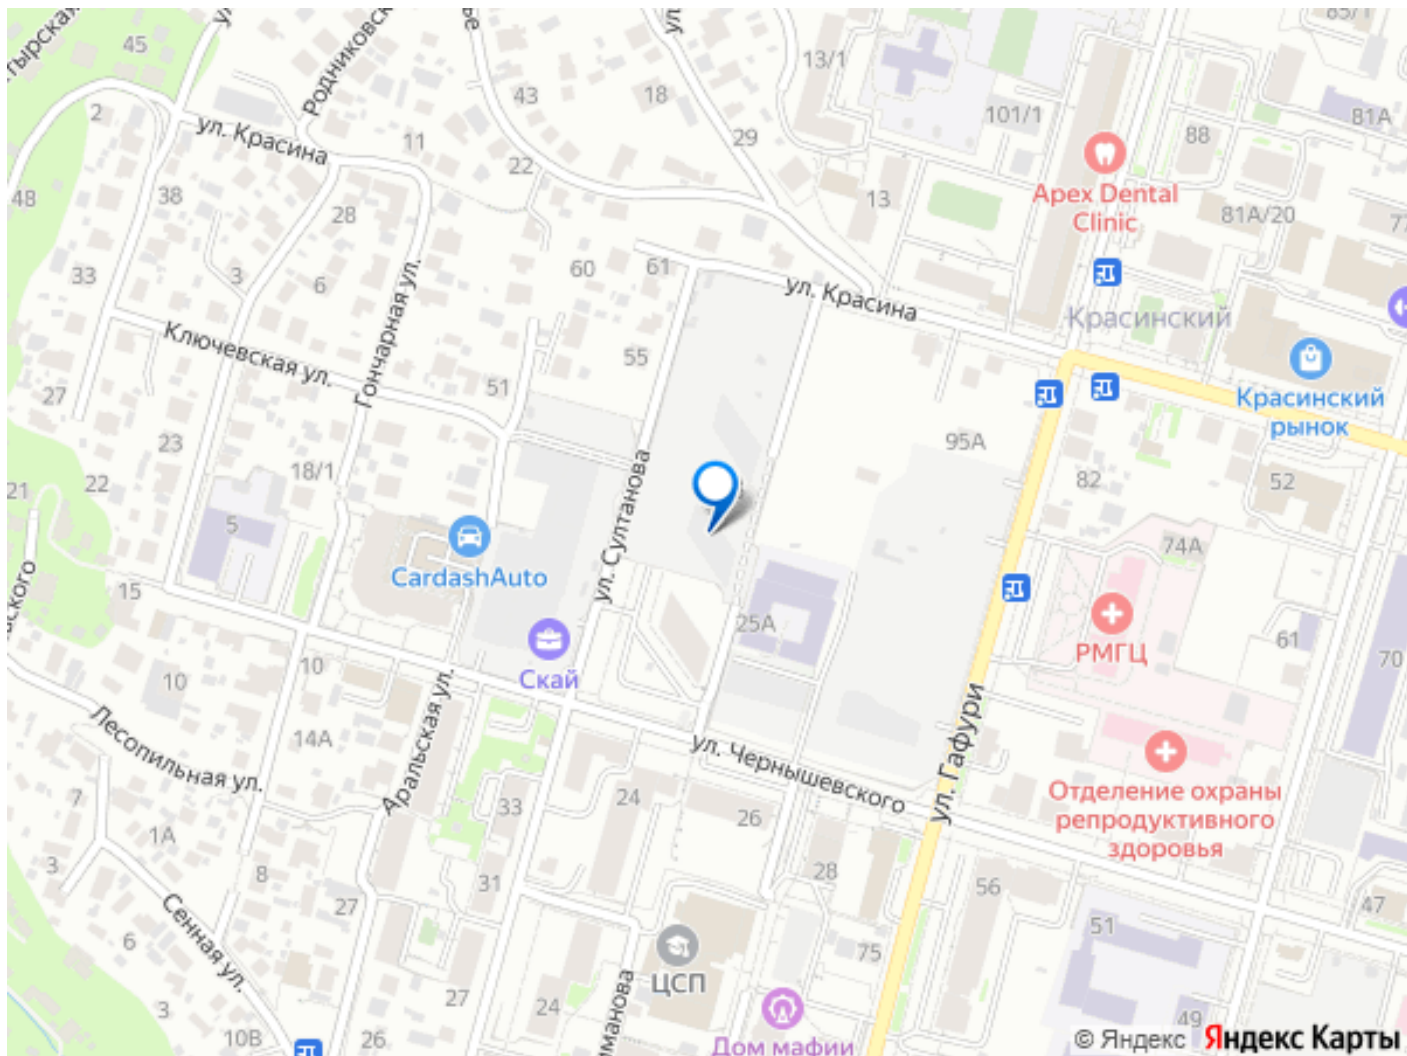 45
Родниковск
85/1
13/1
2
43
18
101/1
81А
ул. Красина
11
29
88
22
Apex Dental
Clinic
48
38
28
13
81А/20
77
33
3
6
60
61
ул. Красина
Красинский
Гончарная ул.
Ключевская ул.
55
51
27
Красинский
рынок
23
95А
18/1
82
52
22
21
ул. Султанова
5
74А
CardashAuto
15
25А
РМГЦ
61
70
10
10
Скай
14А
Лесопильная ул.
Аральская ул.
ул. Чернышевского
ул. Гафури
7
1А
33
24
26
Отделение охраны
репродуктивного
здоровья
3
8
31
28
56
27
47
Сенная ул.
6
51
75
ЦСП
3
27
24
10В
26
Дом мафии
49
© Яндекс Яндекс Карты